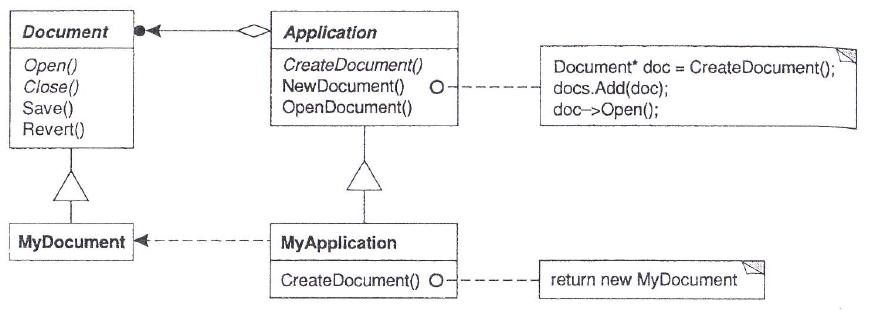 Document
Open()
Close()
Save()
Revert()
Application
CreateDocument()
NewDocument()
OpenDocument()
Document* doc = CreateDocument();
docs.Add(doc);
doc–>Open();
MyDocument
MyApplication
CreateDocument()
return new MyDocument